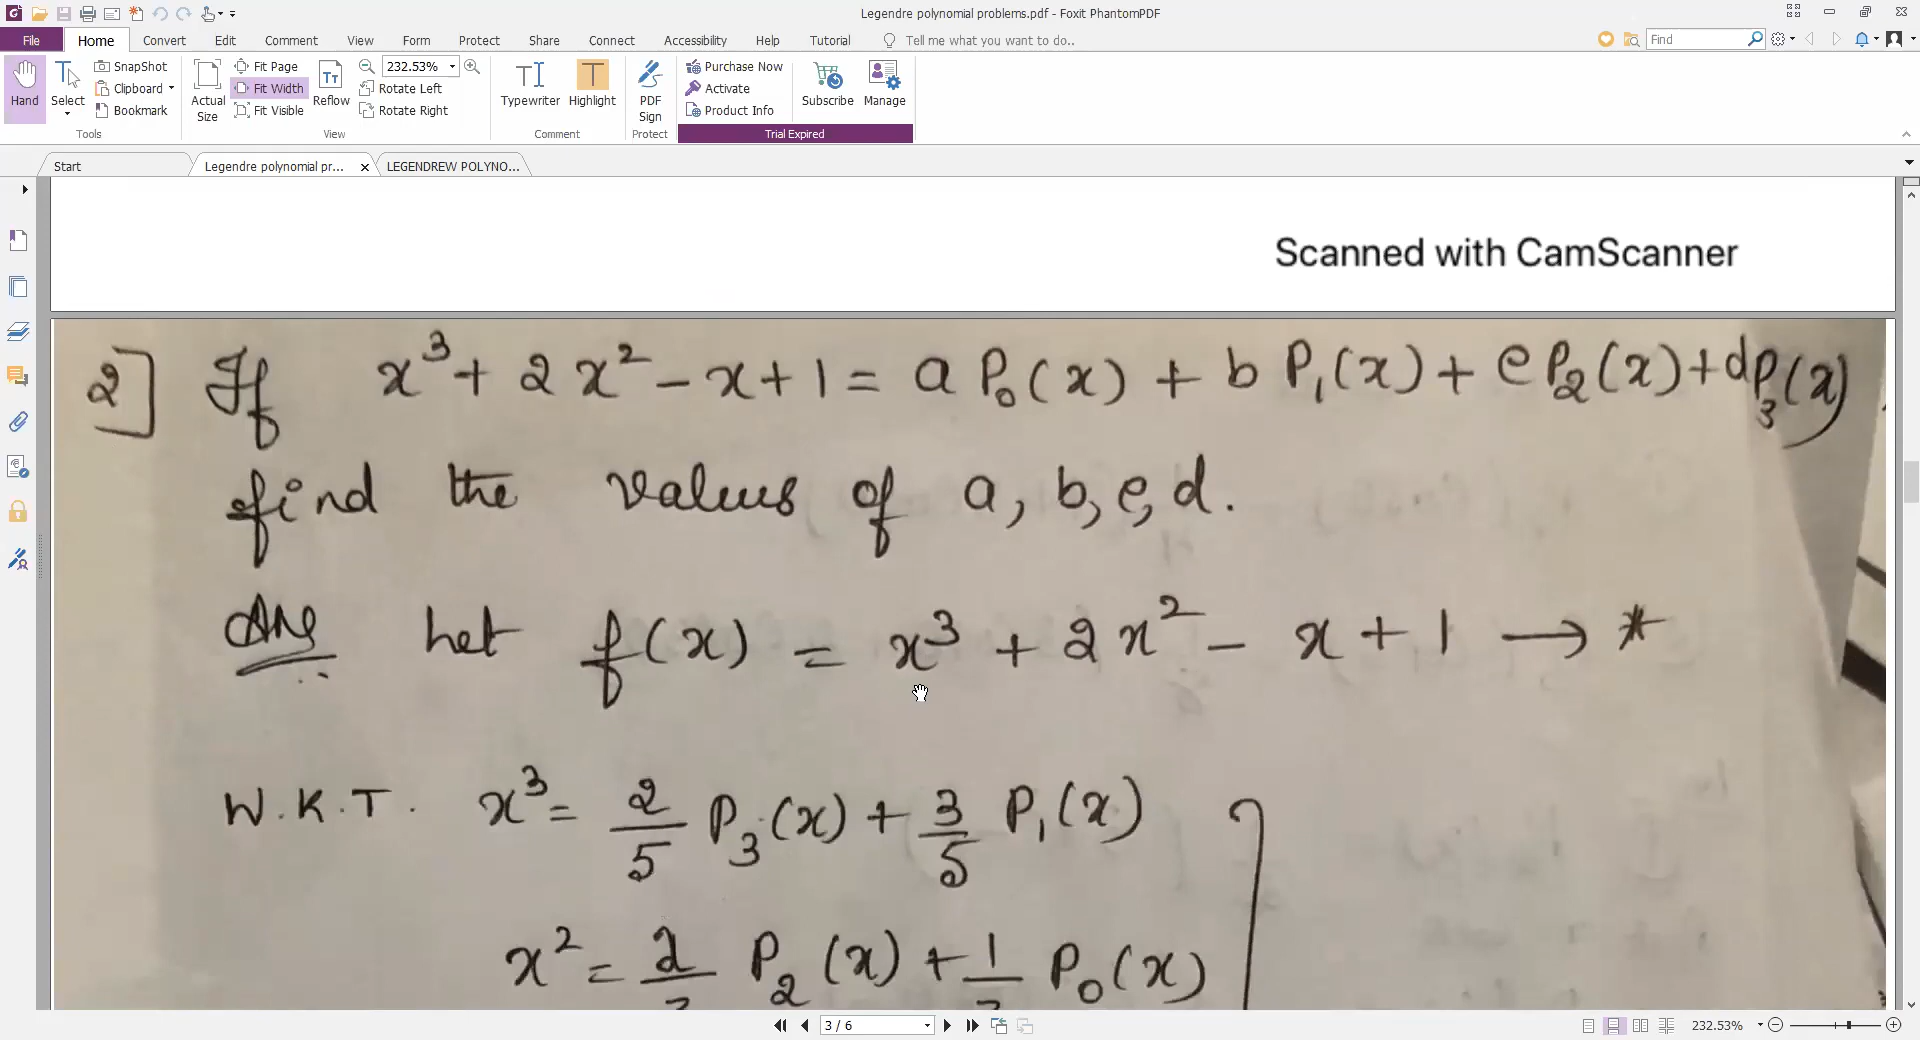 Legendre polynomial problems.pdf - Foxit PhantomPDF
File Home Convert Edit Comment View Form Protect Share Connect Accessibility Help Tutorial Tell me what you want to do.. Find
Hand
Select
SnapShot
Clipboard
Bookmark
Tools
Actual Size
Fit Page
Fit Width
Fit Visible
Reflow
232.53%
Rotate Left
Rotate Right
View
Typewriter
Highlight
Comment
PDF Sign
Protect
Purchase Now
Activate
Product Info
Subscribe
Manage
Trial Expired
Start Legendre polynomial pr... LEGENDREW POLYNO...
Scanned with CamScanner
2] If x³ + 2x² - x + 1 = a P₀(x) + b P₁(x) + c P₂(x) + d P₃(x)
find the values of a, b, c, d.
Ans Let f(x) = x³ + 2x² - x + 1 → *
W.K.T. x³ = 2/5 P₃(x) + 3/5 P₁(x)
x² = 2/3 P₂(x) + 1/3 P₀(x)
3 / 6
232.53%